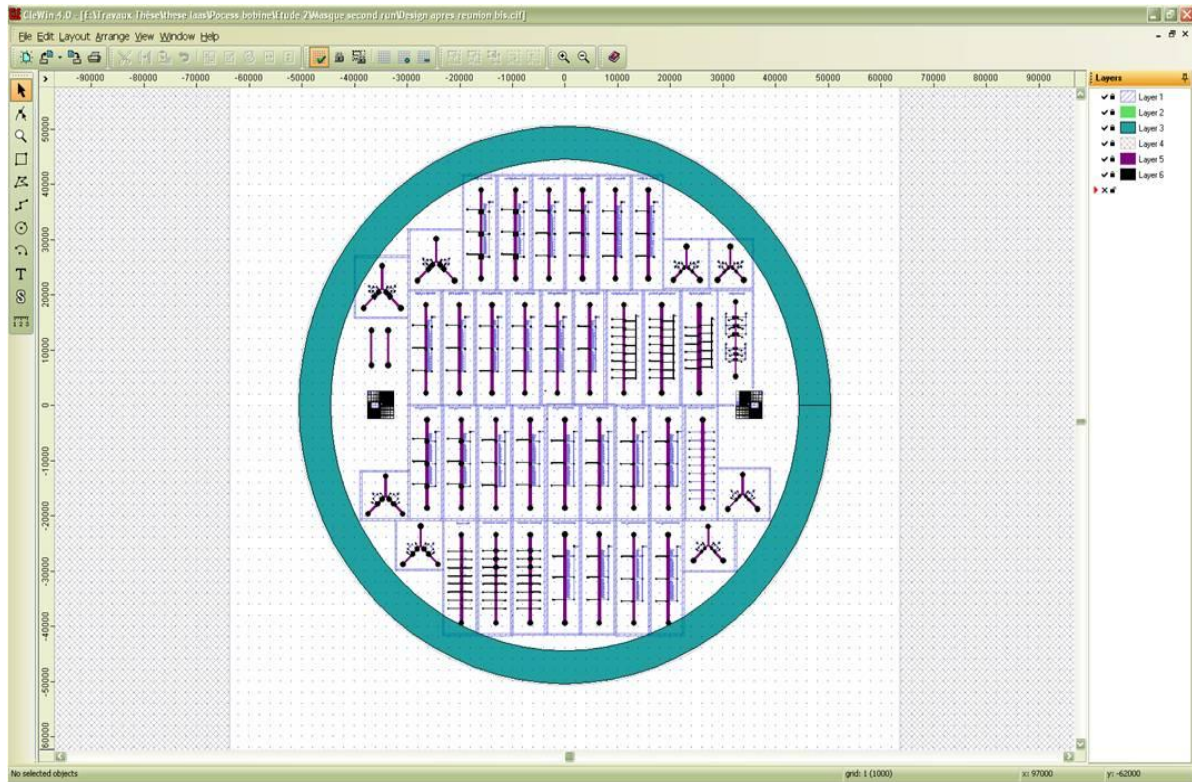 CleWin 4.0 - [E:\Travaux Thèse\these laas\Pocess bobine\Etude 2\Masque second run\Design apres reunion bis.cif]
File Edit Layout Arrange View Window Help
-90000 -80000 -70000 -60000 -50000 -40000 -30000 -20000 -10000 0 10000 20000 30000 40000 50000 60000 70000 80000 90000
Layers
Layer 1
Layer 2
Layer 3
Layer 4
Layer 5
Layer 6
50000
40000
30000
20000
10000
0
-10000
-20000
-30000
-40000
-50000
-60000
No selected objects grid: 1 (1000) x: 97000 y: -62000